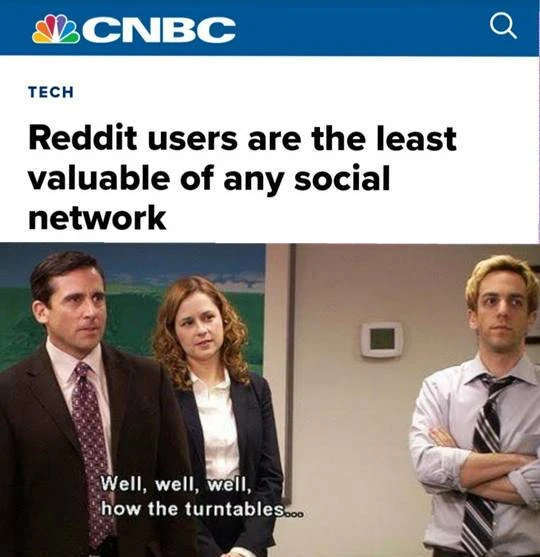 CNBC
TECH
Reddit users are the least
valuable of any social
network
Well, well, well,
how the turntables...